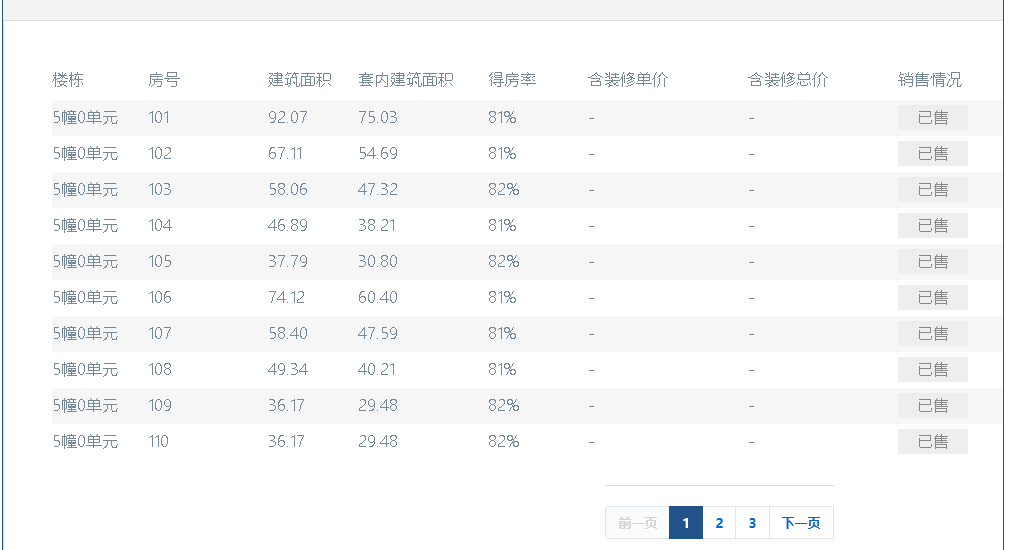 楼栋 房号 建筑面积 套内建筑面积 得房率 含装修单价 含装修总价 销售情况
5幢0单元 101 92.07 75.03 81% - - 已售
5幢0单元 102 67.11 54.69 81% - - 已售
5幢0单元 103 58.06 47.32 82% - - 已售
5幢0单元 104 46.89 38.21 81% - - 已售
5幢0单元 105 37.79 30.80 82% - - 已售
5幢0单元 106 74.12 60.40 81% - - 已售
5幢0单元 107 58.40 47.59 81% - - 已售
5幢0单元 108 49.34 40.21 81% - - 已售
5幢0单元 109 36.17 29.48 82% - - 已售
5幢0单元 110 36.17 29.48 82% - - 已售
前一页 1 2 3 下一页